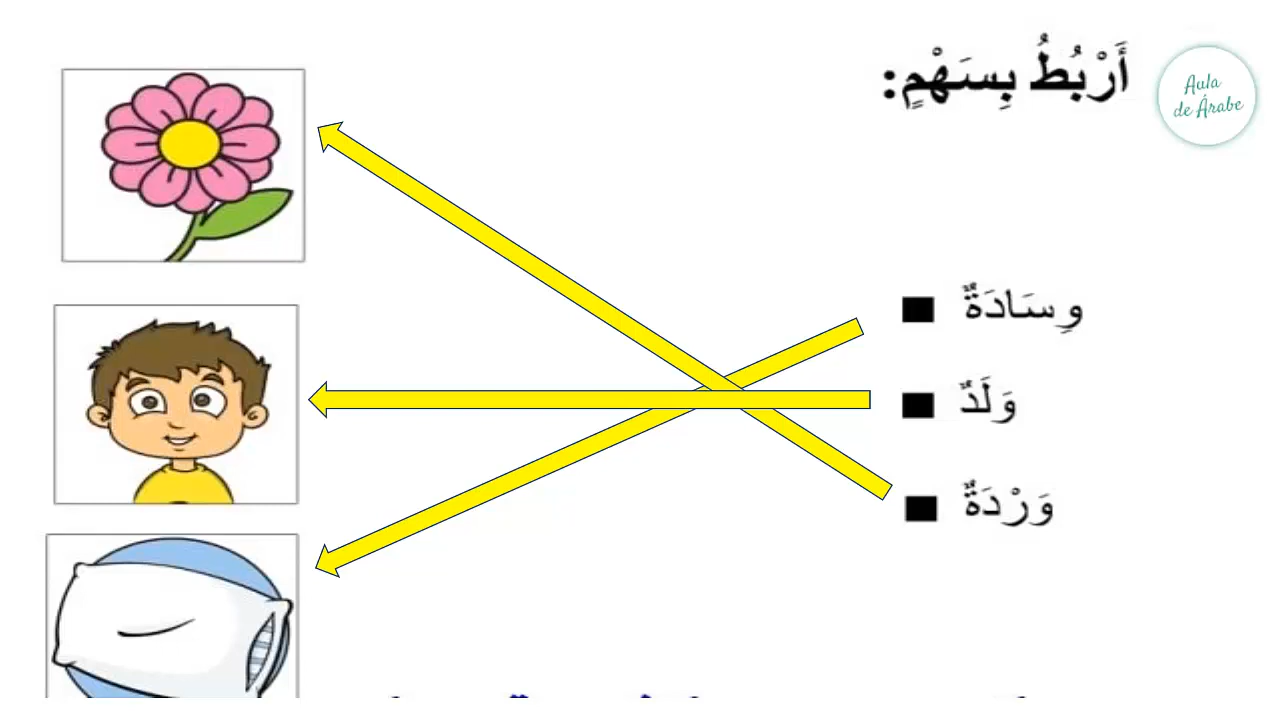 أَرْبُطُ بِسَهْمٍ:
Aula
de Árabe
وِسَادَةٌ
وَلَدٌ
وَرْدَةٌ